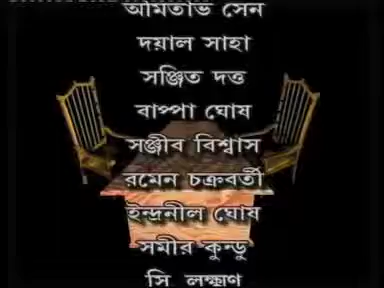 অমিতাভ সেন
দয়াল সাহা
সঞ্জিত দত্ত
বাপ্পা ঘোষ
সঞ্জীব বিশ্বাস
রমেন চক্রবর্তী
ইন্দ্রনীল ঘোষ
সমীর কুন্ডু
সি লক্ষ্মণ